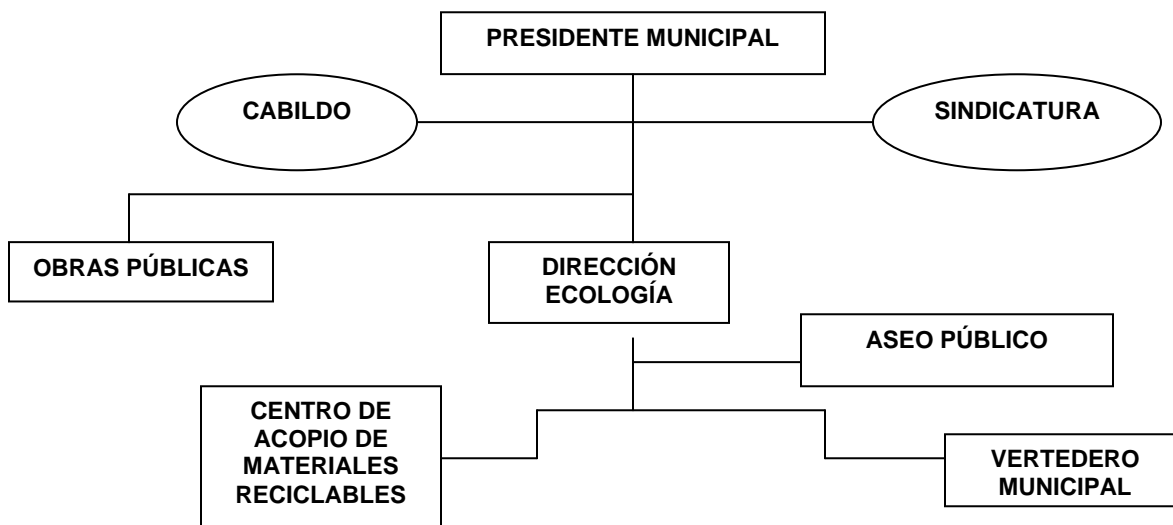 PRESIDENTE MUNICIPAL
CABILDO
SINDICATURA
OBRAS PÚBLICAS
DIRECCIÓN
ECOLOGÍA
ASEO PÚBLICO
CENTRO DE
ACOPIO DE
MATERIALES
RECICLABLES
VERTEDERO
MUNICIPAL